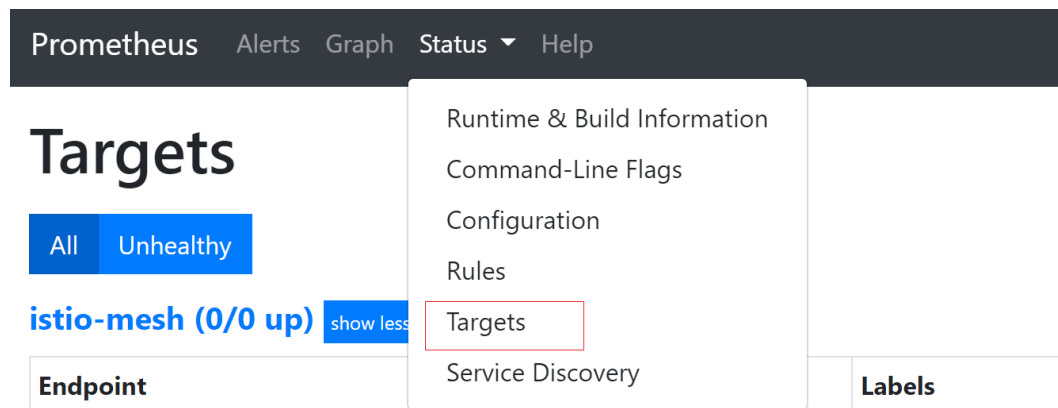 Prometheus Alerts Graph Status Help
Runtime & Build Information
Targets
Command-Line Flags
Configuration
All Unhealthy
Rules
istio-mesh (0/0 up) show less
Targets
Service Discovery
Endpoint Labels